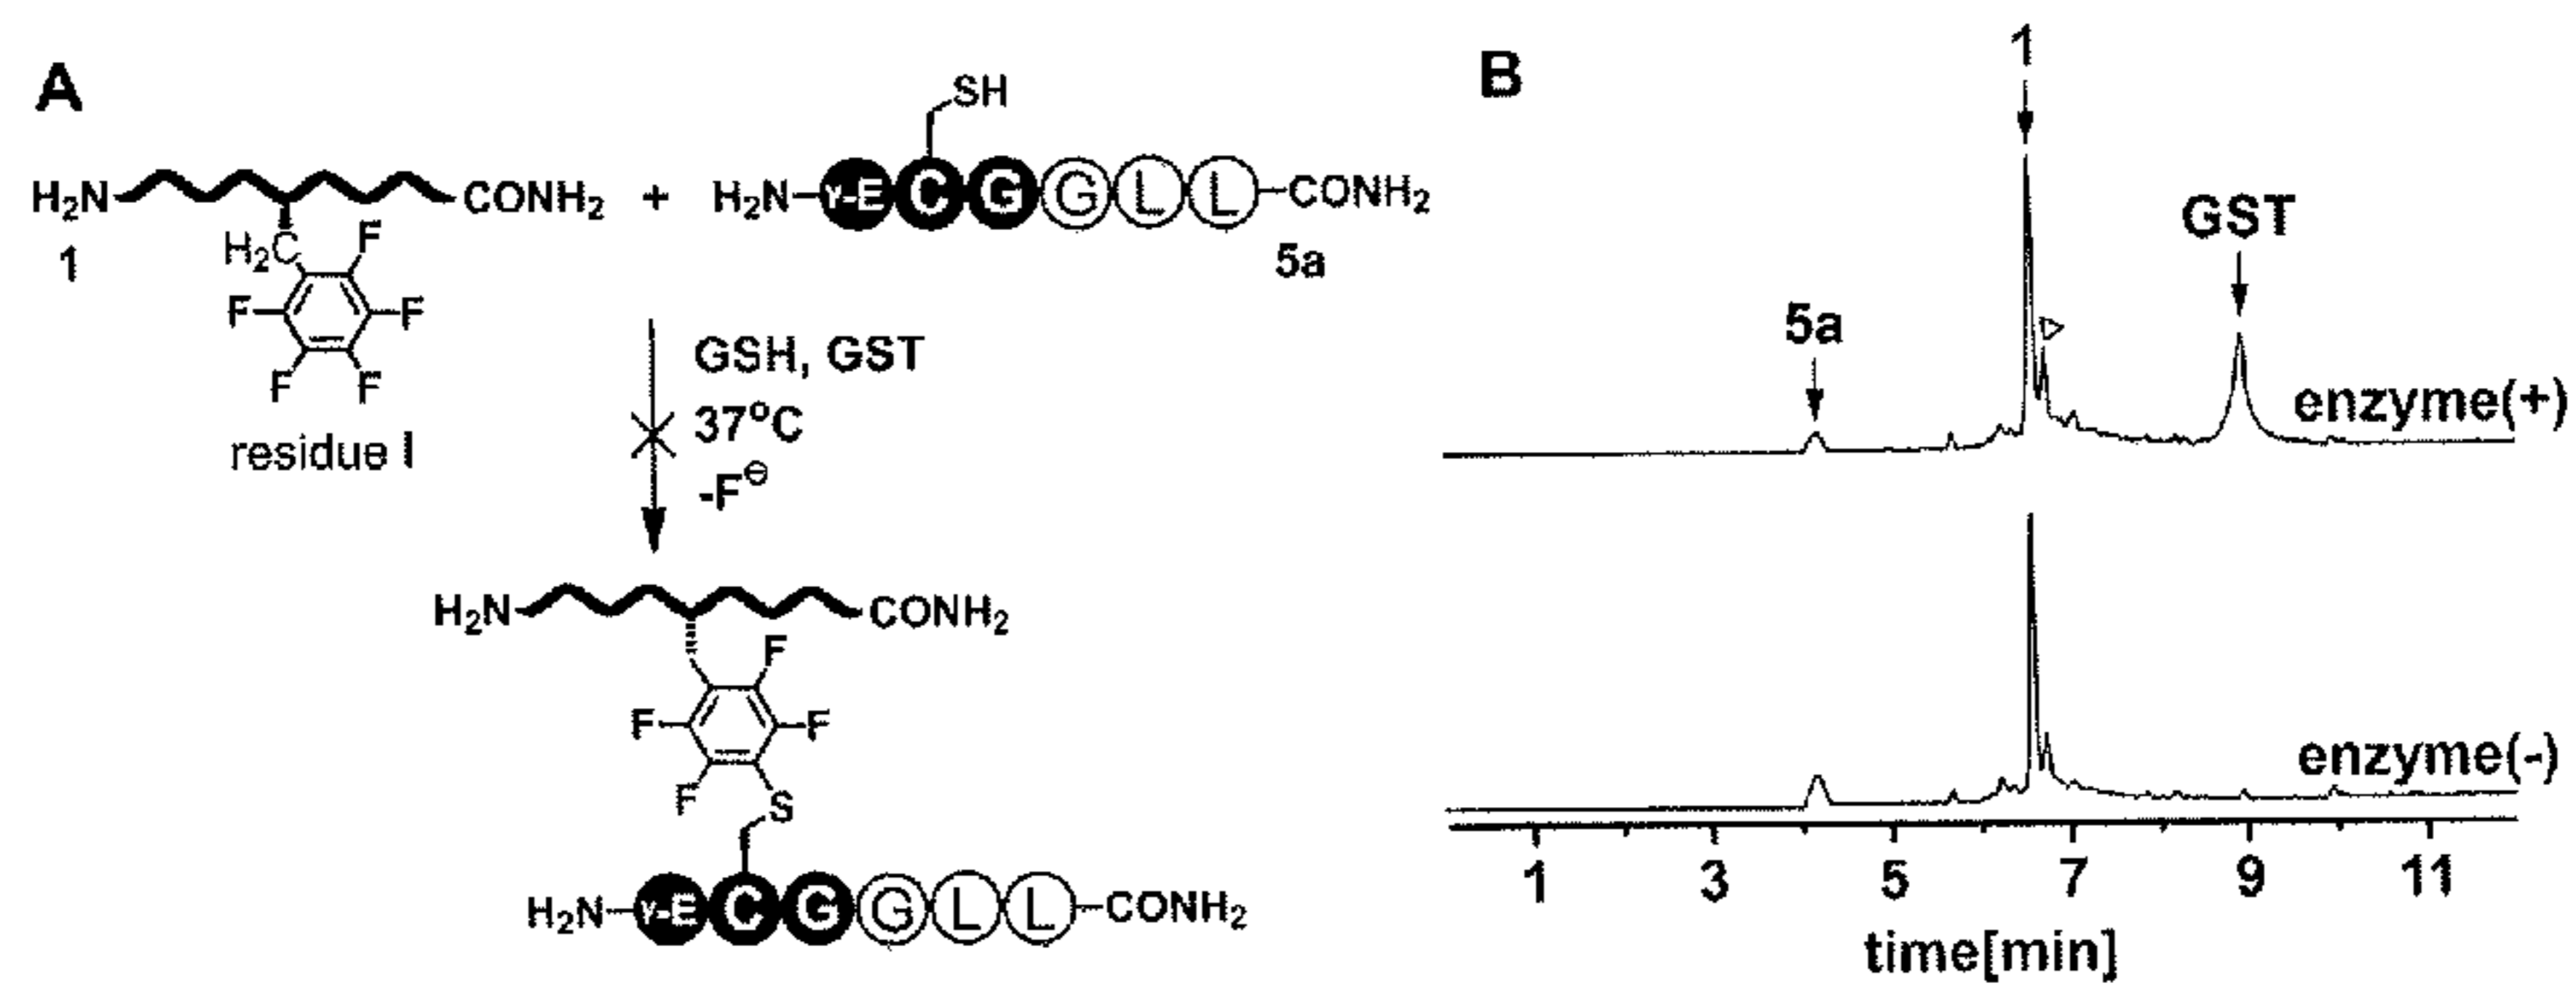 A
SH
H2N
CONH2
+
H2N-γ-E C G G L L-CONH2
1
H2C
F
5a
F
F
F
F
residue I
GSH, GST
37°C
-F⊖
H2N
CONH2
F
F
F
F
S
H2N-γ-E C G G L L-CONH2
B
1
GST
5a
enzyme(+)
enzyme(-)
1 3 5 7 9 11
time[min]